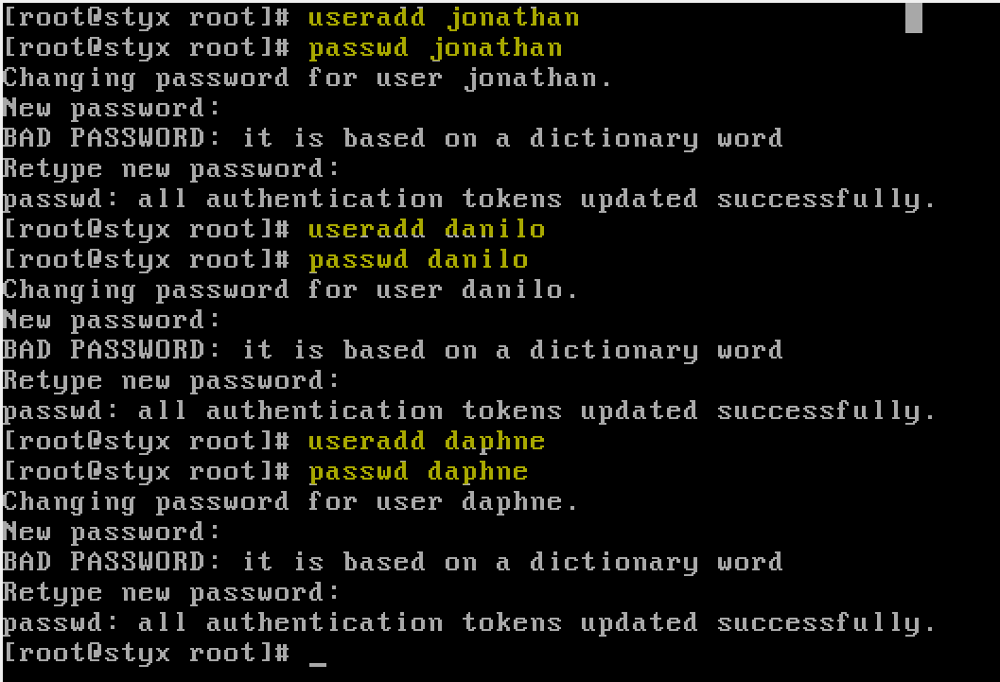 [root@styx root]# useradd jonathan
[root@styx root]# passwd jonathan
Changing password for user jonathan.
New password:
BAD PASSWORD: it is based on a dictionary word
Retype new password:
passwd: all authentication tokens updated successfully.
[root@styx root]# useradd danilo
[root@styx root]# passwd danilo
Changing password for user danilo.
New password:
BAD PASSWORD: it is based on a dictionary word
Retype new password:
passwd: all authentication tokens updated successfully.
[root@styx root]# useradd daphne
[root@styx root]# passwd daphne
Changing password for user daphne.
New password:
BAD PASSWORD: it is based on a dictionary word
Retype new password:
passwd: all authentication tokens updated successfully.
[root@styx root]# _